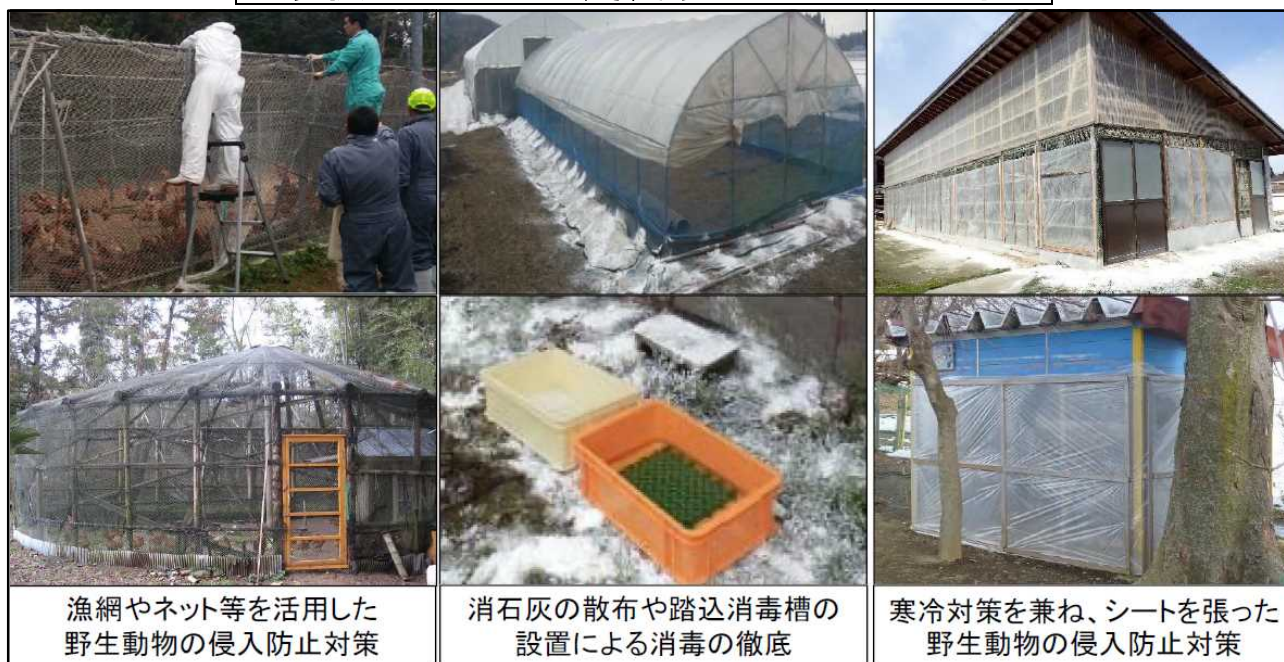 漁網やネット等を活用した
野生動物の侵入防止対策
消石灰の散布や踏込消毒槽の
設置による消毒の徹底
寒冷対策を兼ね、シートを張った
野生動物の侵入防止対策